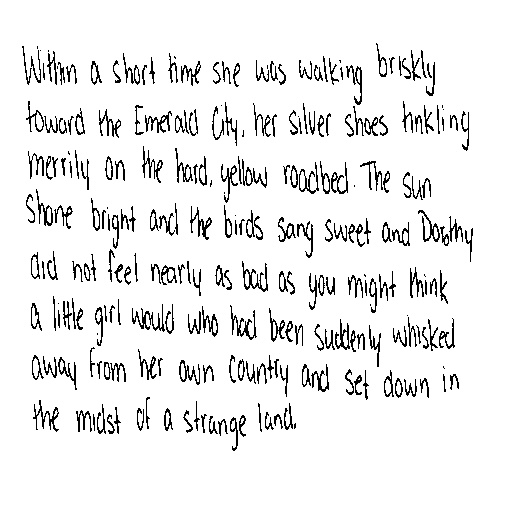 Within a short time she was walking briskly
toward the Emerald City, her silver shoes tinkling
merrily on the hard, yellow roadbed. The sun
shone bright and the birds sang sweet and Dorothy
did not feel nearly as bad as you might think
a little girl would who had been suddenly whisked
away from her own country and set down in
the midst of a strange land.